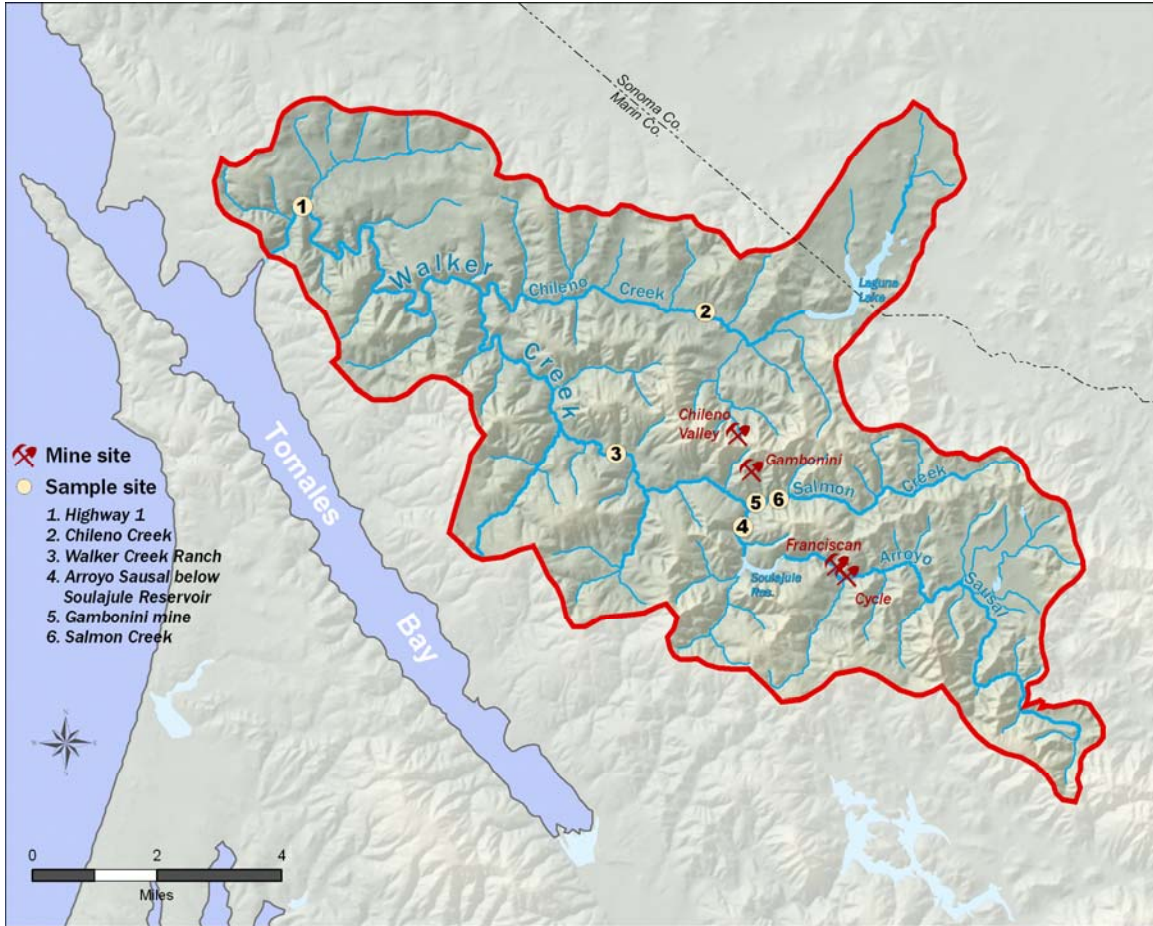 Sonoma Co.
Marin Co.
1
Walker
Creek
Chileno Creek
2
Laguna
Lake
Chileno
Valley
Gambonini
3
5
6
Salmon Creek
4
Franciscan
Arroyo
Sausal
Soulajule
Res.
Cycle
Tomales
Bay
Mine site
Sample site
1. Highway 1
2. Chileno Creek
3. Walker Creek Ranch
4. Arroyo Sausal below
Soulajule Reservoir
5. Gambonini mine
6. Salmon Creek
N
E
S
W
0 2 4
Miles